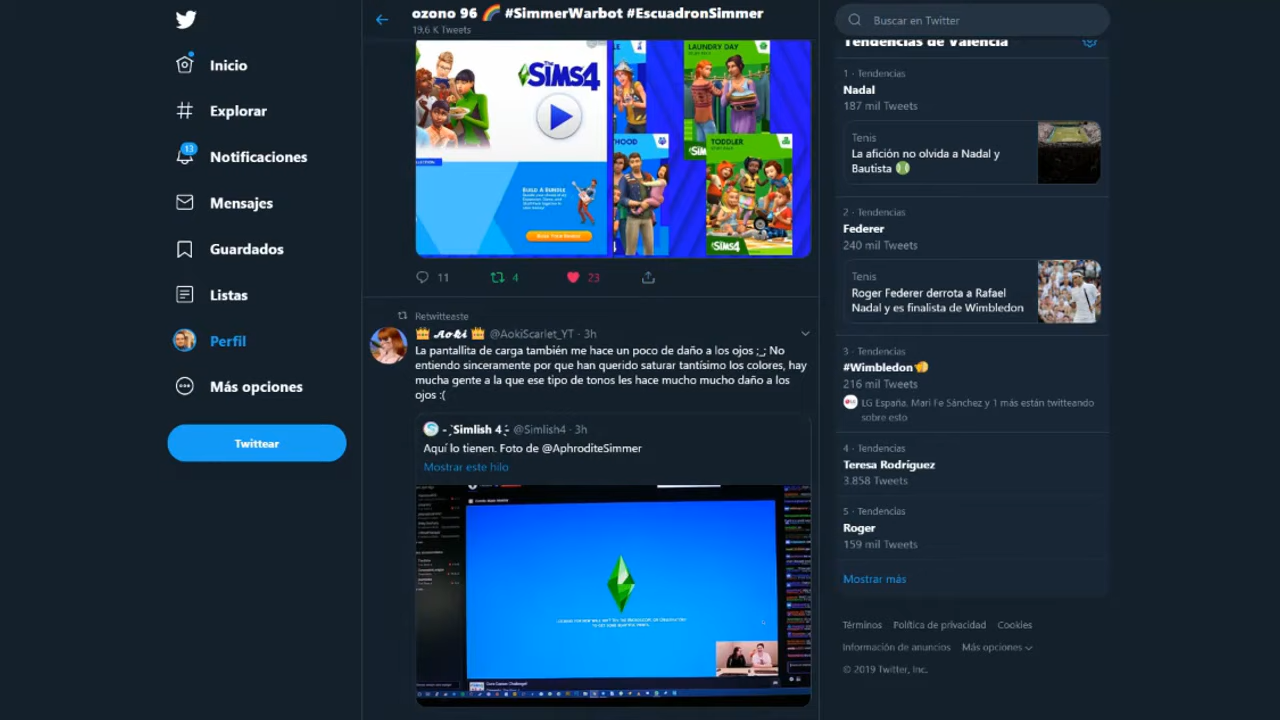 Inicio
Explorar
13
Notificaciones
Mensajes
Guardados
Listas
Perfil
Más opciones
Twittear
ozono 96 🌈 #SimmerWarbot #EscuadronSimmer
19,6 K Tweets
THE SIMS 4
BUILD A BUNDLE
LAUNDRY DAY
TODDLER
SIMS4
11
4
23
Retwitteaste
👑 𝓐𝓸𝓴𝓲 👑 @AokiScarlet_YT · 3h
La pantallita de carga también me hace un poco de daño a los ojos ;_; No
entiendo sinceramente por que han querido saturar tantísimo los colores, hay
mucha gente a la que ese tipo de tonos les hace mucho mucho daño a los
ojos :(
Simlish 4 @Simlish4 · 3h
Aquí lo tienen. Foto de @AphroditeSimmer
Mostrar este hilo
Buscar en Twitter
Tendencias de Valencia
1 · Tendencias
Nadal
187 mil Tweets
Tenis
La afición no olvida a Nadal y
Bautista 🎾
2 · Tendencias
Federer
240 mil Tweets
Tenis
Roger Federer derrota a Rafael
Nadal y es finalista de Wimbledon
3 · Tendencias
#Wimbledon
216 mil Tweets
LG España, Mari Fe Sánchez y 1 más están twitteando
sobre esto
4 · Tendencias
Teresa Rodríguez
3.858 Tweets
5 · Tendencias
Roger
159 mil Tweets
Mostrar más
Términos Política de privacidad Cookies
Información de anuncios Más opciones
© 2019 Twitter, Inc.